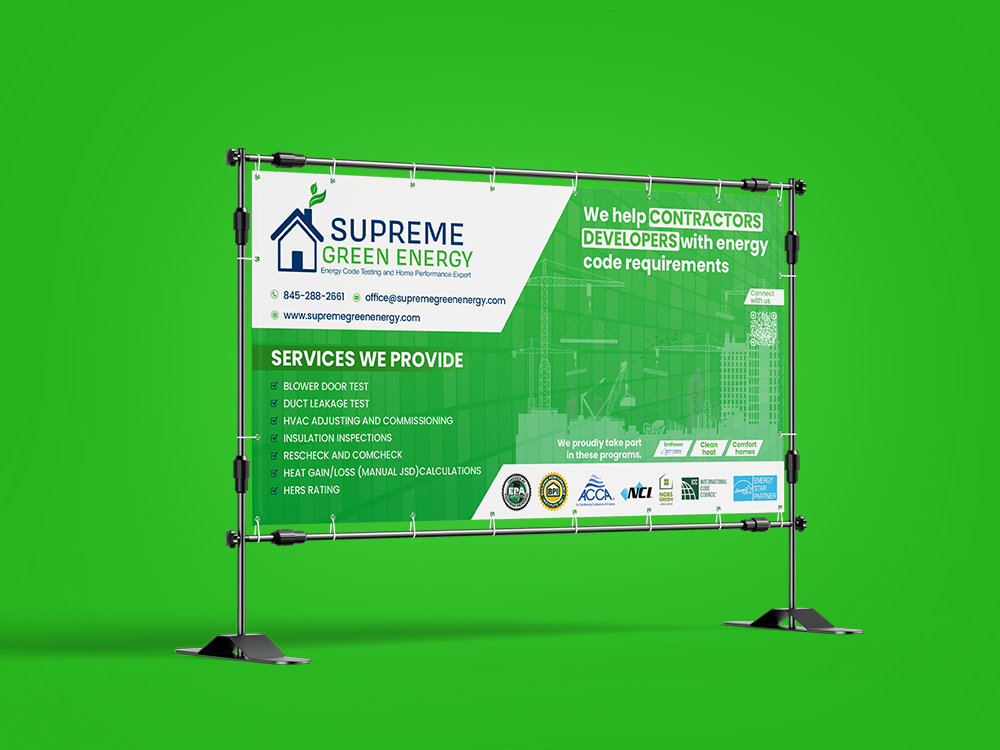 SUPREME
GREEN ENERGY
Energy Code Testing and Home Performance Expert
845-288-2661 office@supremegreenenergy.com
www.supremegreenenergy.com
We help CONTRACTORS
DEVELOPERS with energy
code requirements
Connect
with us
SERVICES WE PROVIDE
BLOWER DOOR TEST
DUCT LEAKAGE TEST
HVAC ADJUSTING AND COMMISSIONING
INSULATION INSPECTIONS
RESCHECK AND COMCHECK
HEAT GAIN/LOSS (MANUAL JSD)CALCULATIONS
HERS RATING
We proudly take part
in these programs.
EmPower
Clean
heat
Comfort
homes
EPA
BPI
ACCA
NCI
NGBS
GREEN
ICC INTERNATIONAL
CODE
COUNCIL
ENERGY
STAR
PARTNER